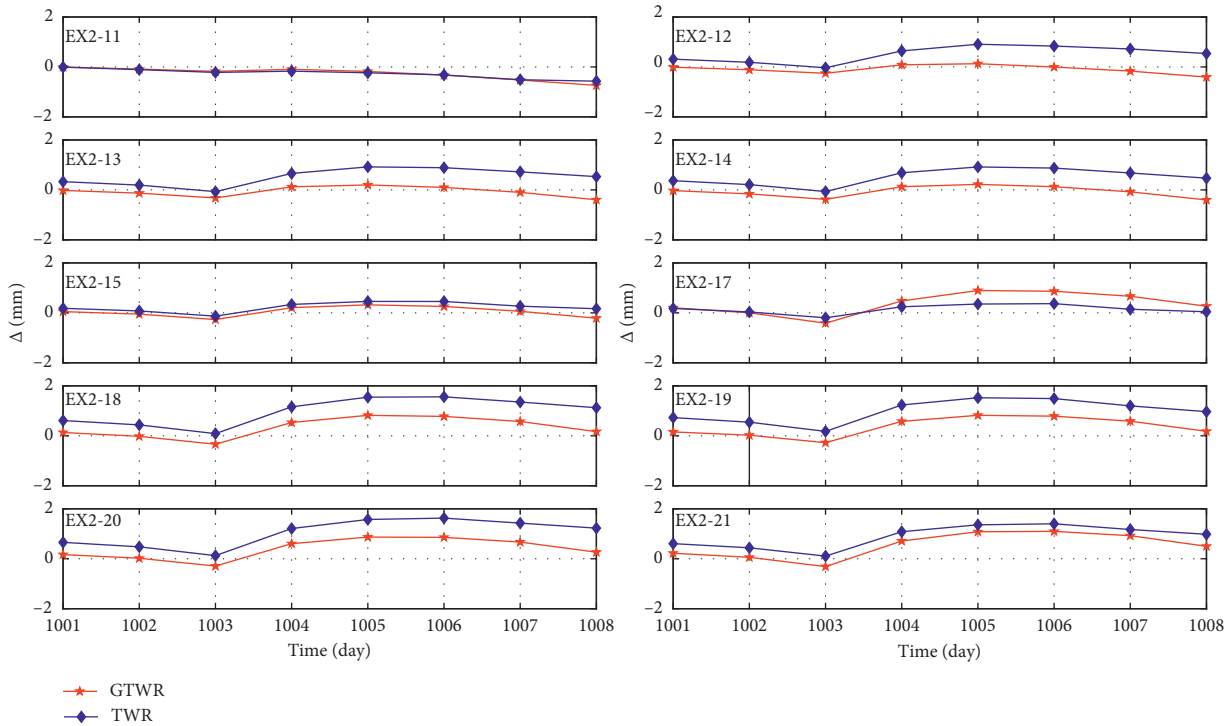 2
EX2-11
0
−2
2
EX2-12
0
−2
2
EX2-13
0
−2
2
EX2-14
0
−2
2
EX2-15
0
−2
2
EX2-17
0
−2
2
EX2-18
0
−2
2
EX2-19
0
−2
2
EX2-20
0
−2
2
EX2-21
0
−2
Δ (mm)
Δ (mm)
1001 1002 1003 1004 1005 1006 1007 1008
1001 1002 1003 1004 1005 1006 1007 1008
Time (day)
Time (day)
GTWR
TWR